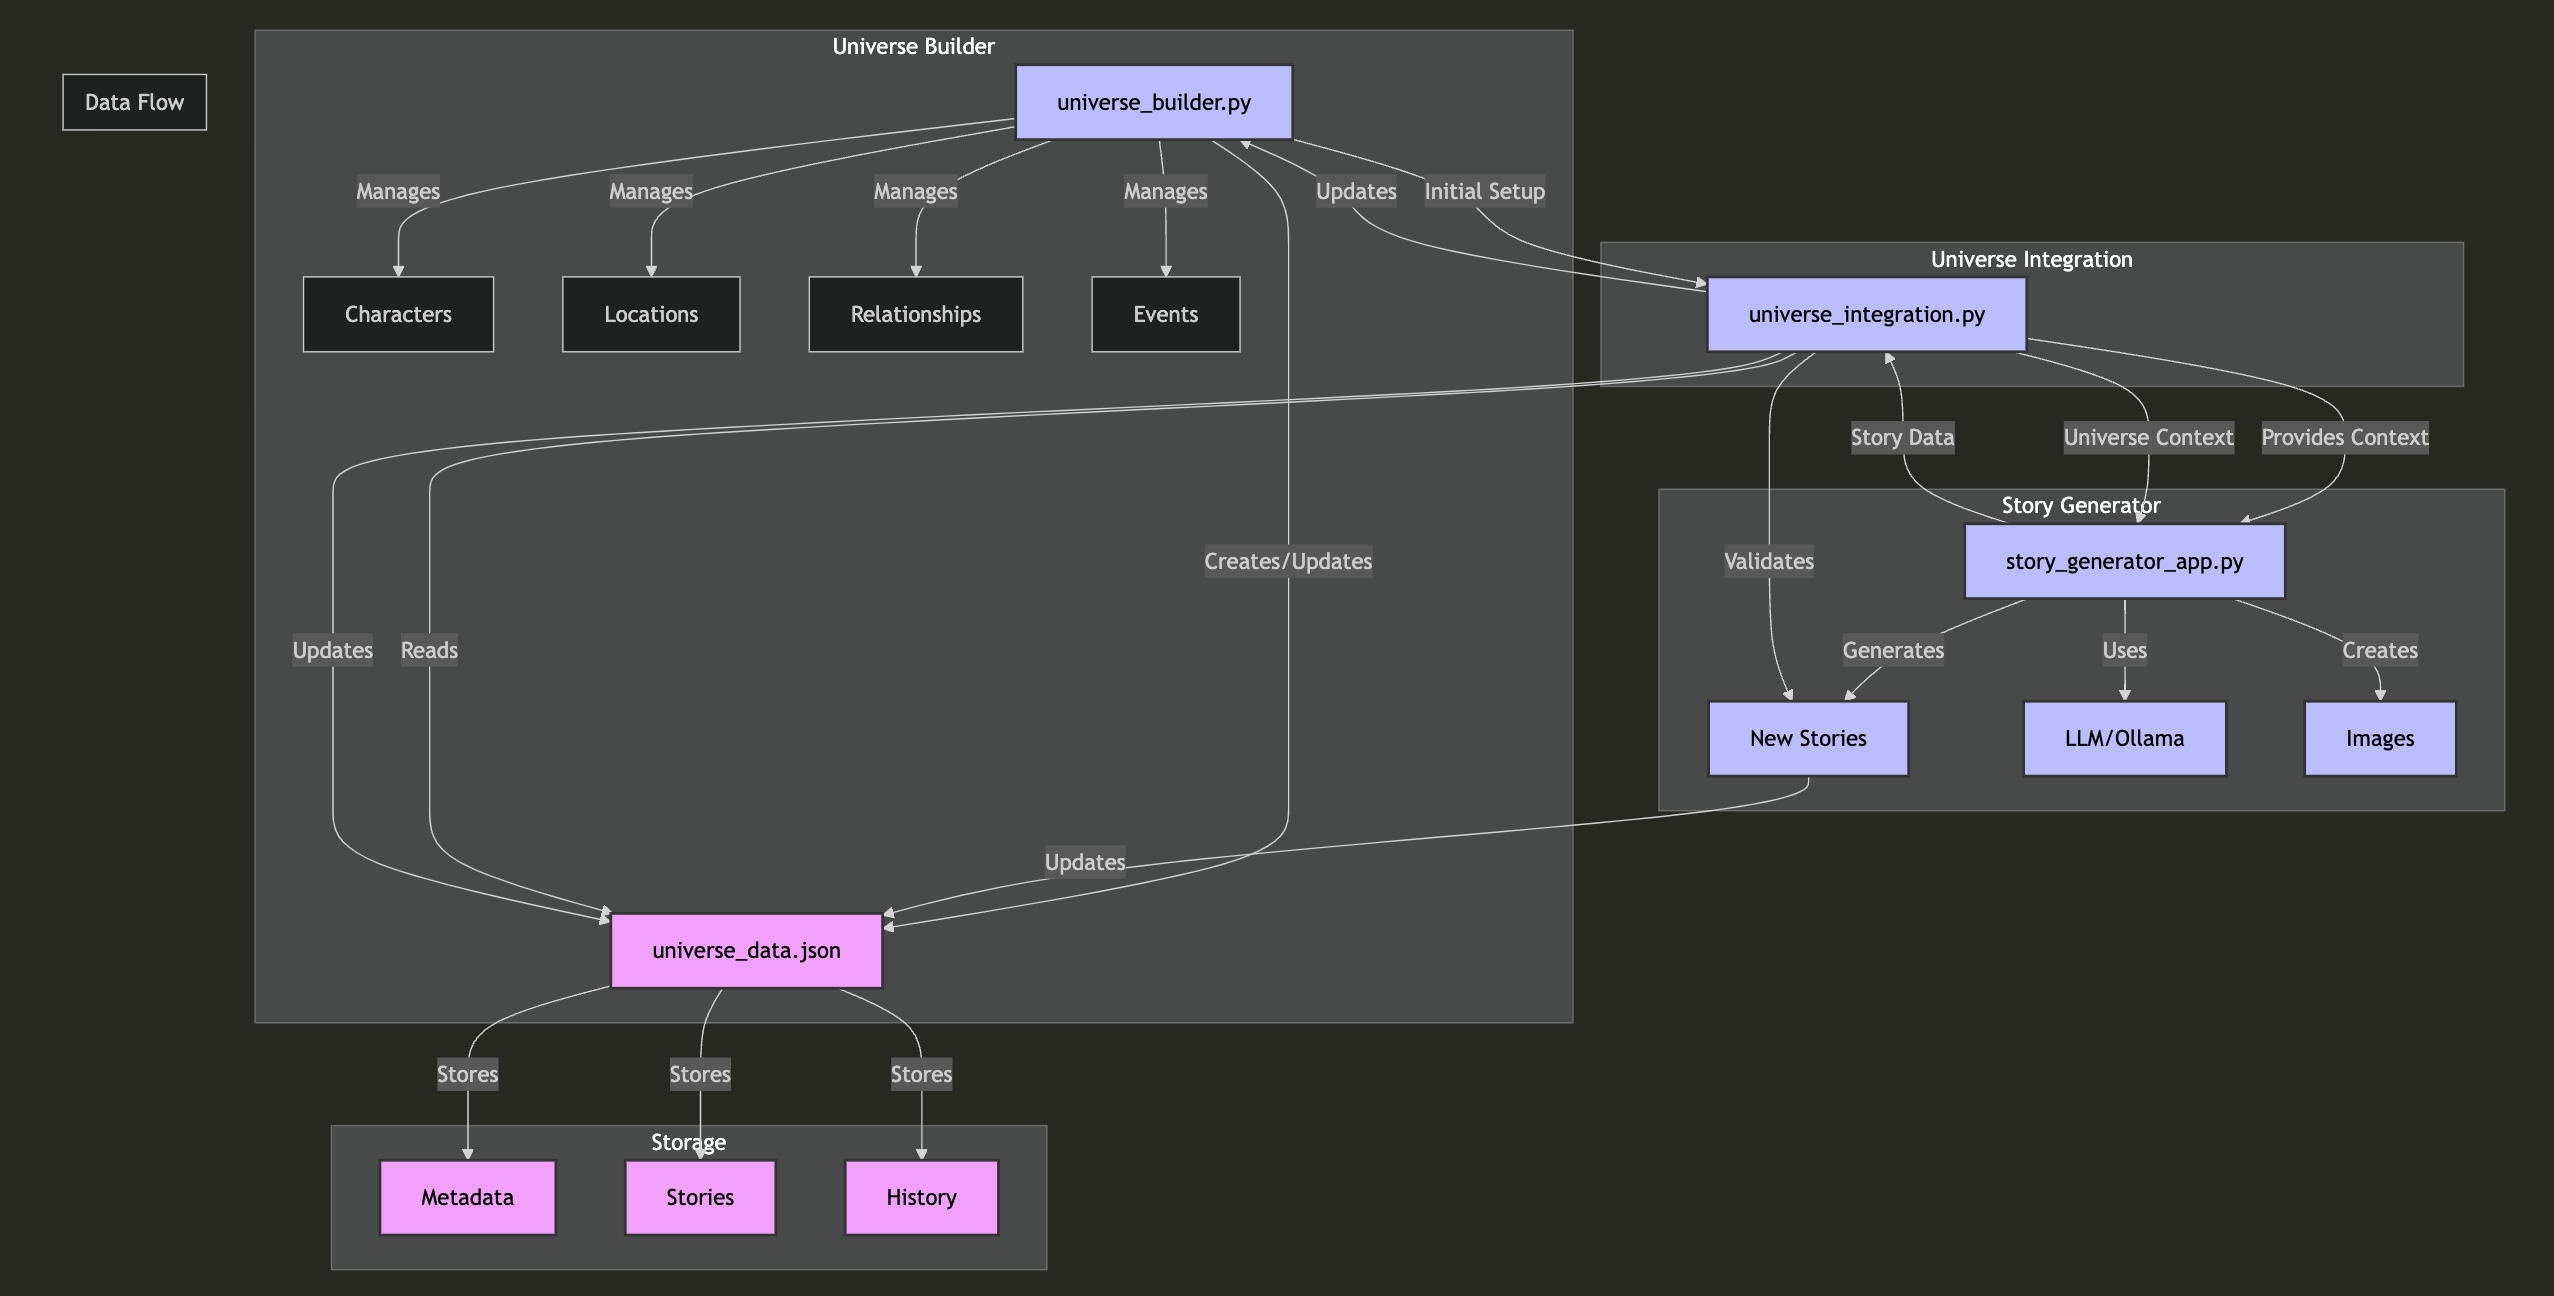 Universe Builder
Data Flow
universe_builder.py
Manages
Manages
Manages
Manages
Updates
Initial Setup
Universe Integration
Characters
Locations
Relationships
Events
universe_integration.py
Story Data
Universe Context
Provides Context
Story Generator
Creates/Updates
Validates
story_generator_app.py
Updates
Reads
Generates
Uses
Creates
New Stories
LLM/Ollama
Images
Updates
universe_data.json
Stores
Stores
Stores
Storage
Metadata
Stories
History